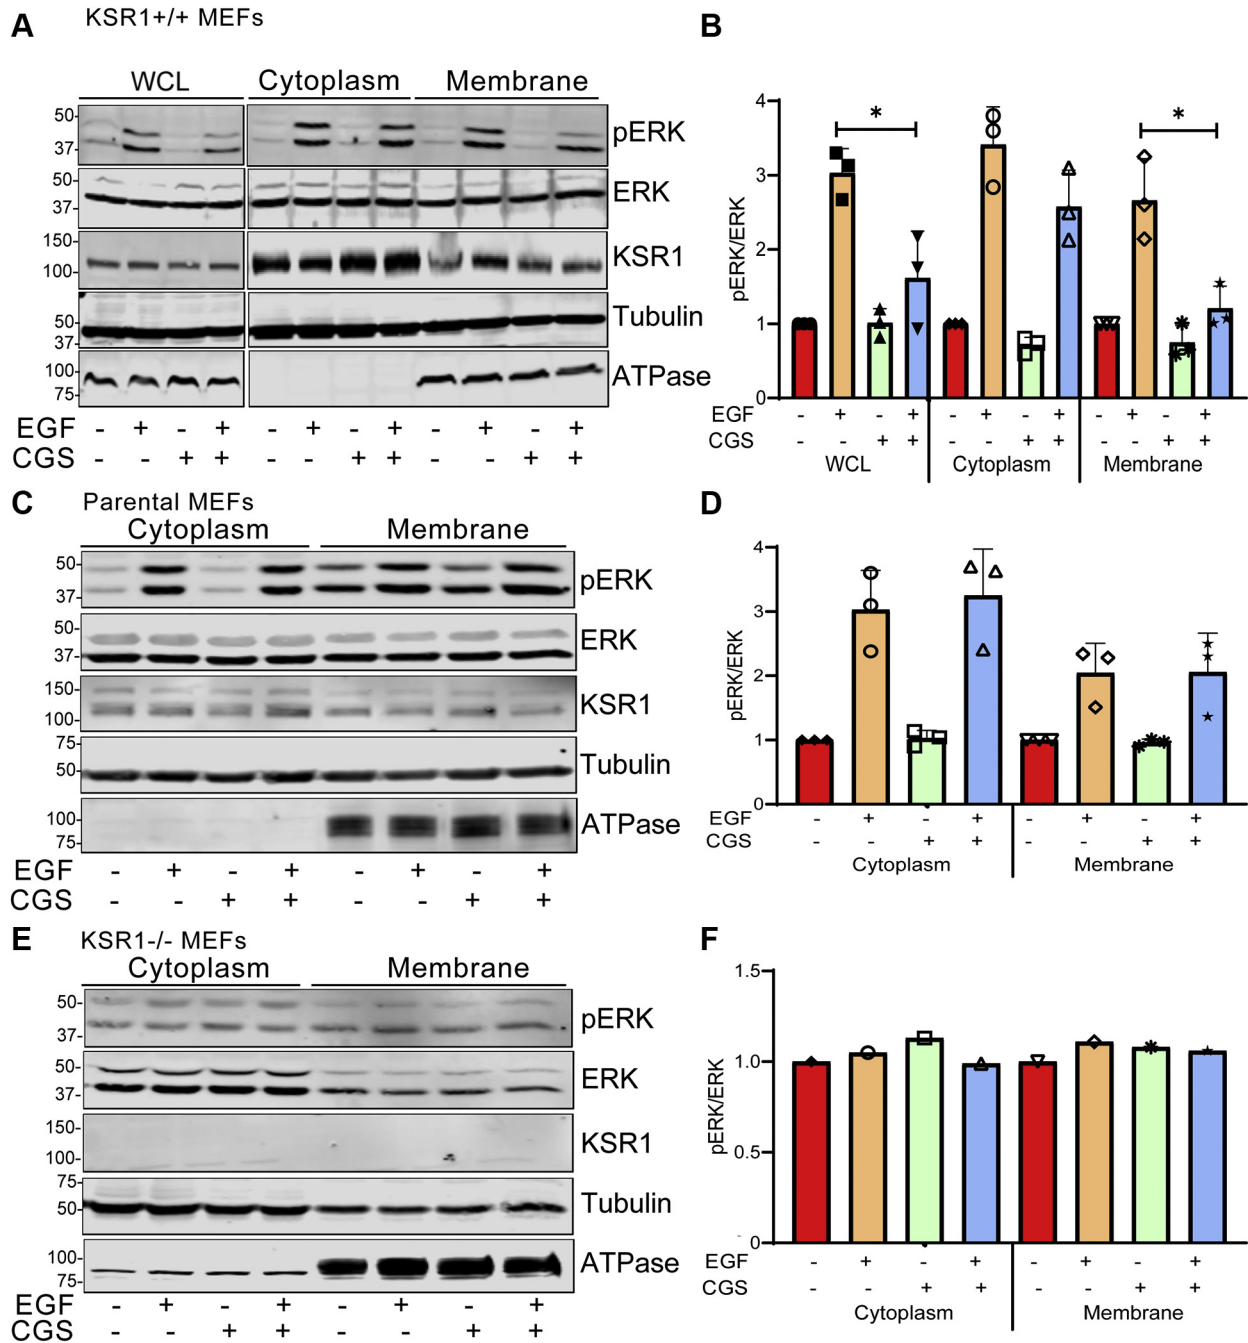 A
KSR1+/+ MEFs
WCL Cytoplasm Membrane
50-
37-
pERK
50-
37-
ERK
150-
100-
KSR1
50-
37-
Tubulin
100-
75-
ATPase
EGF - + - + - + - + - + - +
CGS - - + + - - + + - - + +
B
pERK/ERK
4
3
2
1
0
* *
EGF - + - + - + - + - + - +
CGS - - + + - - + + - - + +
WCL Cytoplasm Membrane
C
Parental MEFs
Cytoplasm Membrane
50-
37-
pERK
50-
37-
ERK
150-
100-
KSR1
75-
50-
Tubulin
100-
75-
ATPase
EGF - + - + - + - +
CGS - - + + - - + +
D
pERK/ERK
4
3
2
1
0
EGF - + - + - + - +
CGS - - + + - - + +
Cytoplasm Membrane
E
KSR1-/- MEFs
Cytoplasm Membrane
50-
37-
pERK
50-
37-
ERK
150-
100-
KSR1
75-
50-
Tubulin
100-
75-
ATPase
EGF - + - + - + - +
CGS - - + + - - + +
F
pERK/ERK
1.5
1.0
0.5
0
EGF - + - + - + - +
CGS - - + + - - + +
Cytoplasm Membrane